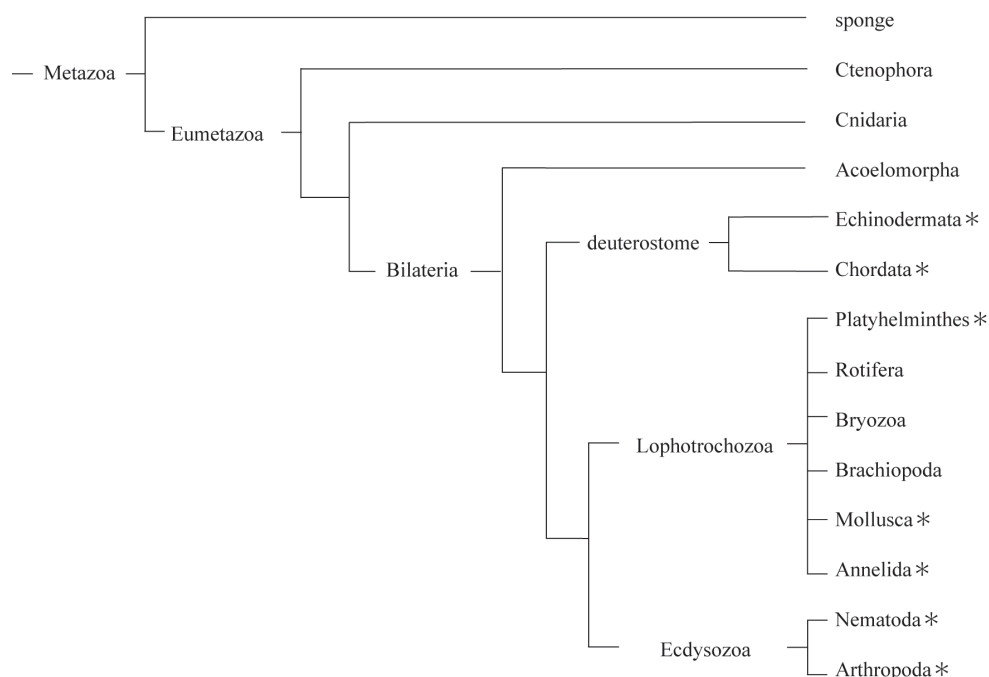 sponge
Metazoa
Ctenophora
Eumetazoa
Cnidaria
Acoelomorpha
Echinodermata*
deuterostome
Bilateria
Chordata*
Platyhelminthes*
Rotifera
Bryozoa
Lophotrochozoa
Brachiopoda
Mollusca*
Annelida*
Nematoda*
Ecdysozoa
Arthropoda*